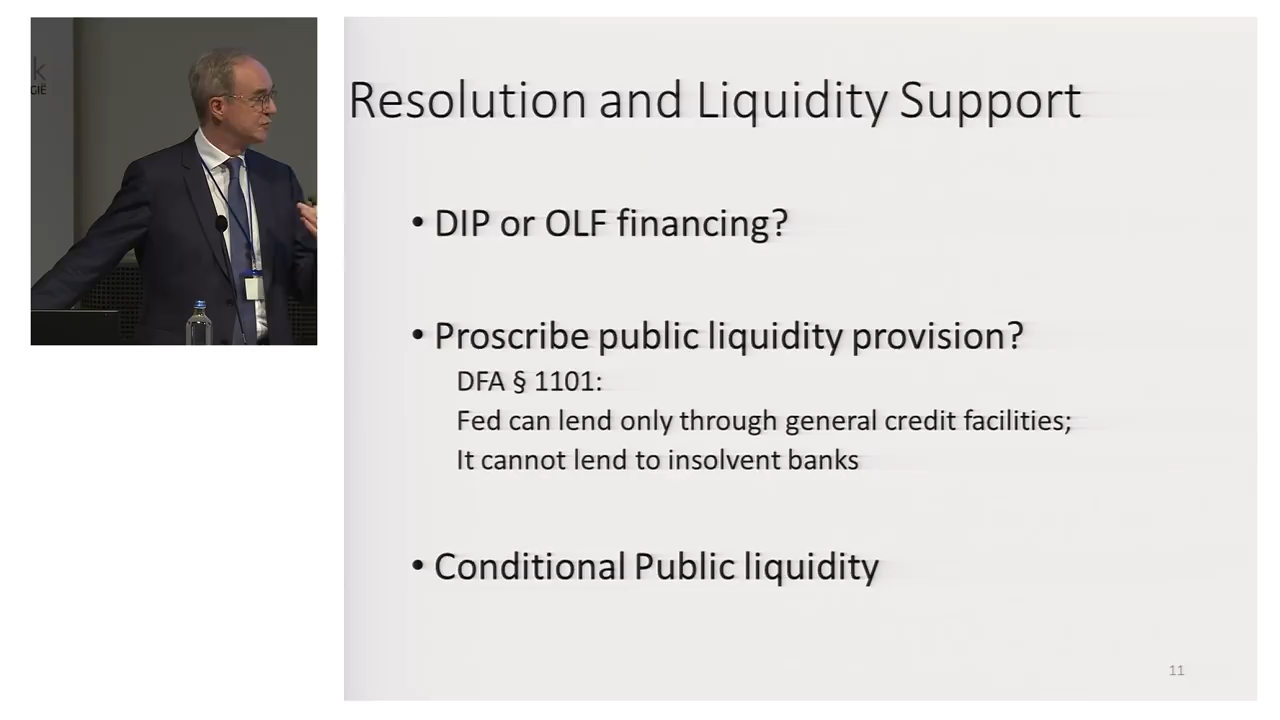 k
GIË
Resolution and Liquidity Support
• DIP or OLF financing?
• Proscribe public liquidity provision?
DFA § 1101:
Fed can lend only through general credit facilities;
It cannot lend to insolvent banks
• Conditional Public liquidity
11